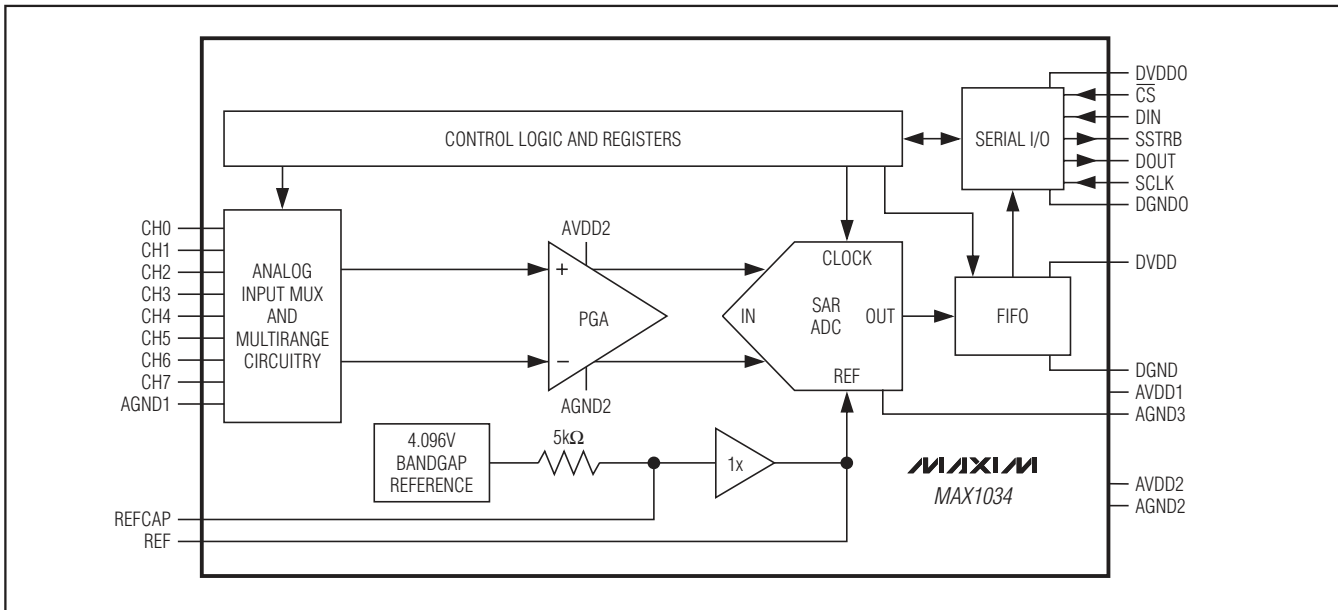 DVDDO
CS
DIN
SSTRB
DOUT
SCLK
DGNDO
SERIAL I/O
CONTROL LOGIC AND REGISTERS
CH0
CH1
CH2
CH3
CH4
CH5
CH6
CH7
AGND1
ANALOG
INPUT MUX
AND
MULTIRANGE
CIRCUITRY
AVDD2
+
PGA
−
AGND2
CLOCK
IN
SAR
ADC
OUT
REF
FIFO
DVDD
DGND
AVDD1
AGND3
4.096V
BANDGAP
REFERENCE
5kΩ
1x
MAXIM
MAX1034
AVDD2
AGND2
REFCAP
REF